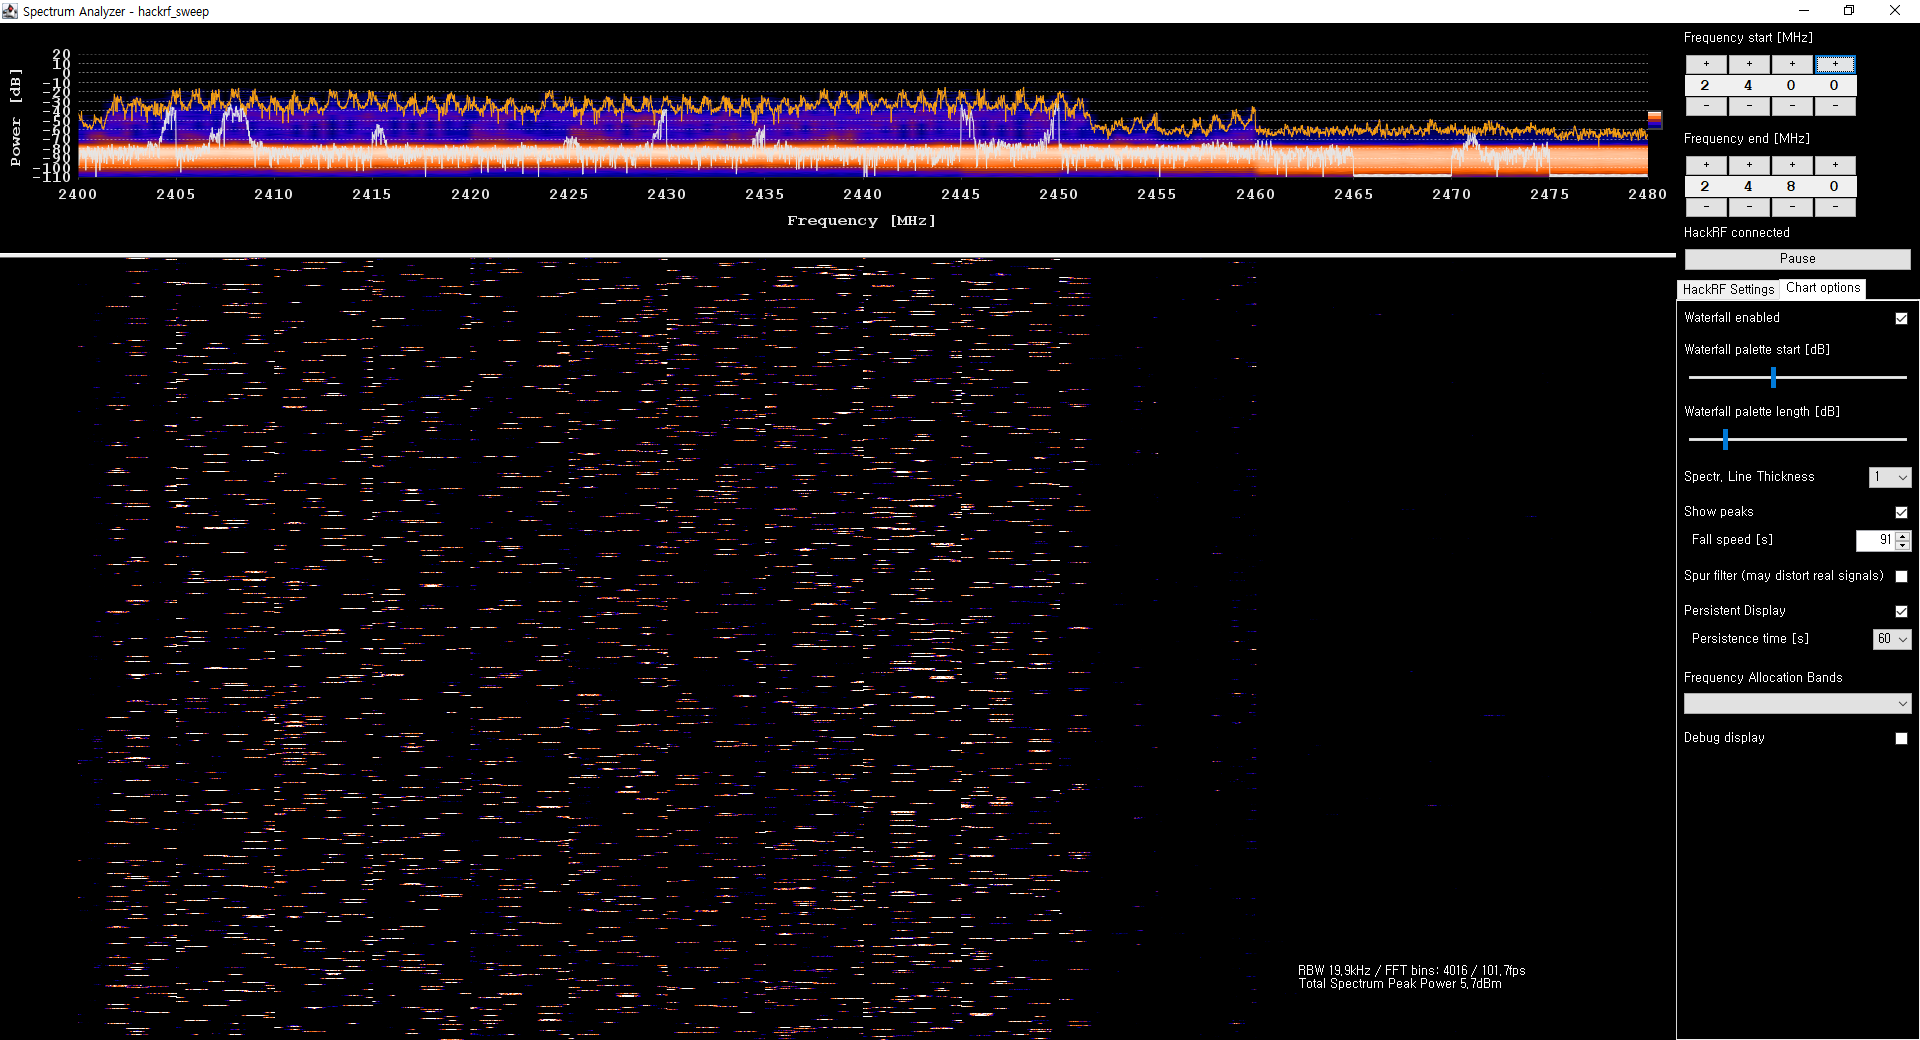 Spectrum Analyzer - hackrf_sweep
Power [dB]
20
10
0
-10
-20
-30
-40
-50
-60
-70
-80
-90
-100
-110
2400 2405 2410 2415 2420 2425 2430 2435 2440 2445 2450 2455 2460 2465 2470 2475 2480
Frequency [MHz]
Frequency start [MHz]
+ + + +
2 4 0 0
- - - -
Frequency end [MHz]
+ + + +
2 4 8 0
- - - -
HackRF connected
Pause
HackRF Settings Chart options
Waterfall enabled
Waterfall palette start [dB]
Waterfall palette length [dB]
Spectr. Line Thickness 1
Show peaks
Fall speed [s] 91
Spur filter (may distort real signals)
Persistent Display
Persistence time [s] 60
Frequency Allocation Bands
Debug display
RBW 19,9kHz / FFT bins: 4016 / 101,7fps
Total Spectrum Peak Power 5,7dBm